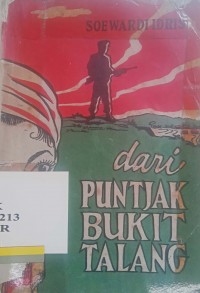 SOEWARDI IDRIS
dari
PUNTJAK
BUKIT
TALANG
K
213
R